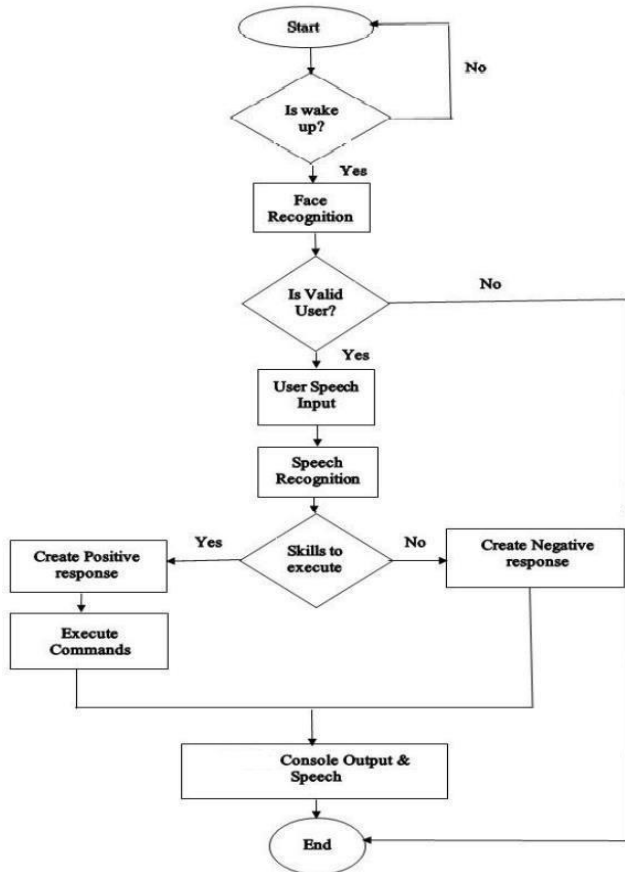 Start
No
Is wake
up?
Yes
Face
Recognition
Is Valid
User?
No
Yes
User Speech
Input
Speech
Recognition
Skills to
execute
Yes
No
Create Positive
response
Create Negative
response
Execute
Commands
Console Output &
Speech
End